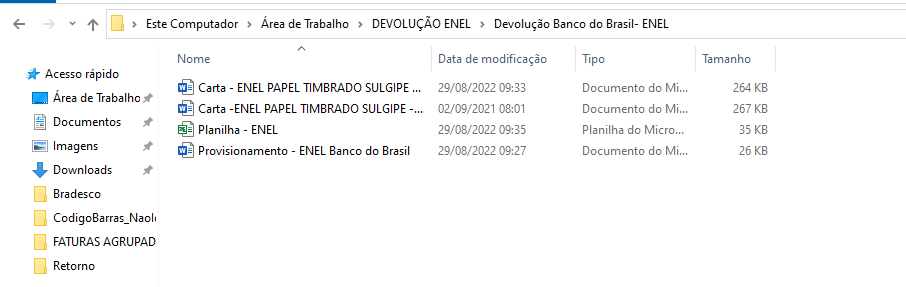 Este Computador > Área de Trabalho > DEVOLUÇÃO ENEL > Devolução Banco do Brasil- ENEL
Nome Data de modificação Tipo Tamanho
Acesso rápido
Área de Trabalho
Documentos
Imagens
Downloads
Bradesco
CodigoBarras_Naol
FATURAS AGRUPAD
Retorno
Carta - ENEL PAPEL TIMBRADO SULGIPE ... 29/08/2022 09:33 Documento do Mi... 264 KB
Carta -ENEL PAPEL TIMBRADO SULGIPE -... 02/09/2021 08:01 Documento do Mi... 267 KB
Planilha - ENEL 29/08/2022 09:35 Planilha do Micro... 35 KB
Provisionamento - ENEL Banco do Brasil 29/08/2022 09:27 Documento do Mi... 26 KB